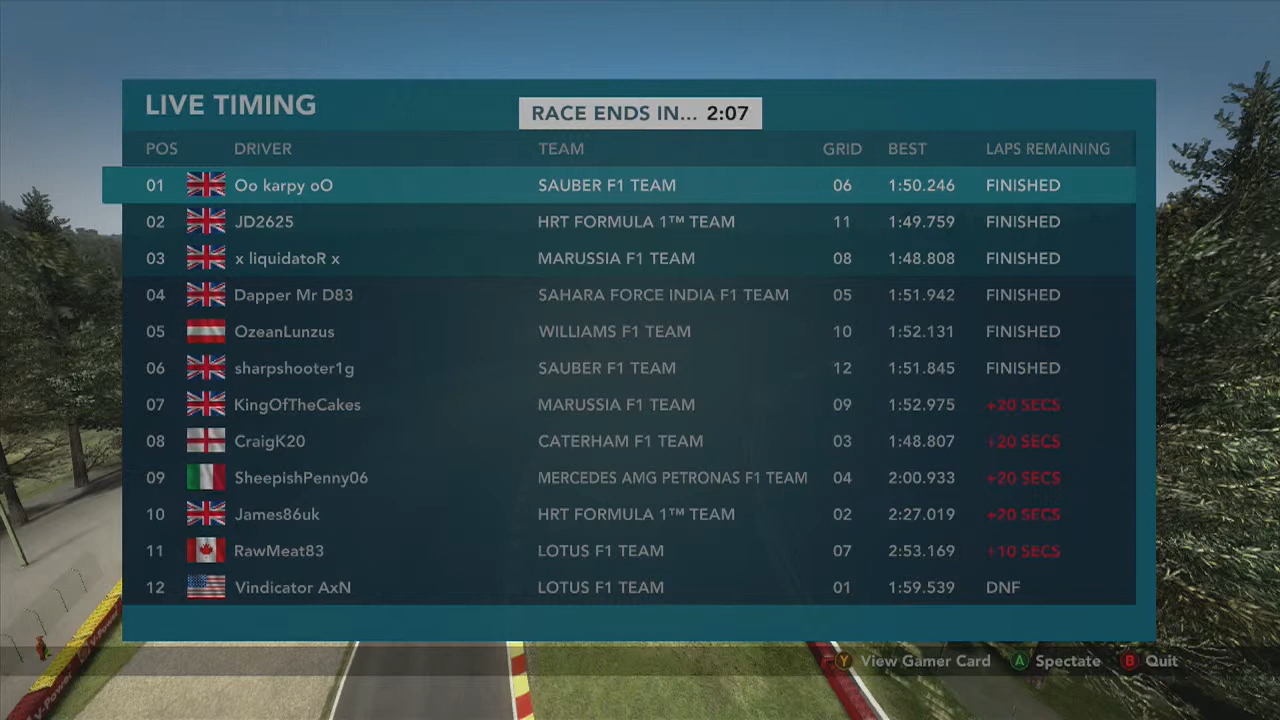 LIVE TIMING
RACE ENDS IN... 2:07
POS DRIVER TEAM GRID BEST LAPS REMAINING
01 Oo karpy oO SAUBER F1 TEAM 06 1:50.246 FINISHED
02 JD2625 HRT FORMULA 1™ TEAM 11 1:49.759 FINISHED
03 x liquidatoR x MARUSSIA F1 TEAM 08 1:48.808 FINISHED
04 Dapper Mr D83 SAHARA FORCE INDIA F1 TEAM 05 1:51.942 FINISHED
05 OzeanLunzus WILLIAMS F1 TEAM 10 1:52.131 FINISHED
06 sharpshooter1g SAUBER F1 TEAM 12 1:51.845 FINISHED
07 KingOfTheCakes MARUSSIA F1 TEAM 09 1:52.975 +20 SECS
08 CraigK20 CATERHAM F1 TEAM 03 1:48.807 +20 SECS
09 SheepishPenny06 MERCEDES AMG PETRONAS F1 TEAM 04 2:00.933 +20 SECS
10 James86uk HRT FORMULA 1™ TEAM 02 2:27.019 +20 SECS
11 RawMeat83 LOTUS F1 TEAM 07 2:53.169 +10 SECS
12 Vindicator AxN LOTUS F1 TEAM 01 1:59.539 DNF
Y View Gamer Card A Spectate B Quit
V-Power